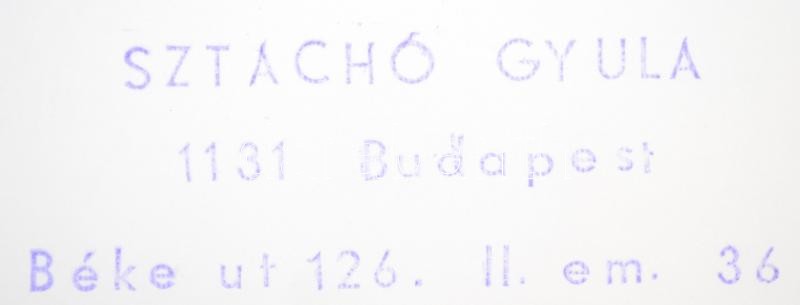 SZTACHÓ GYULA
1131 Budapest
Béke ut 126. II. em. 36